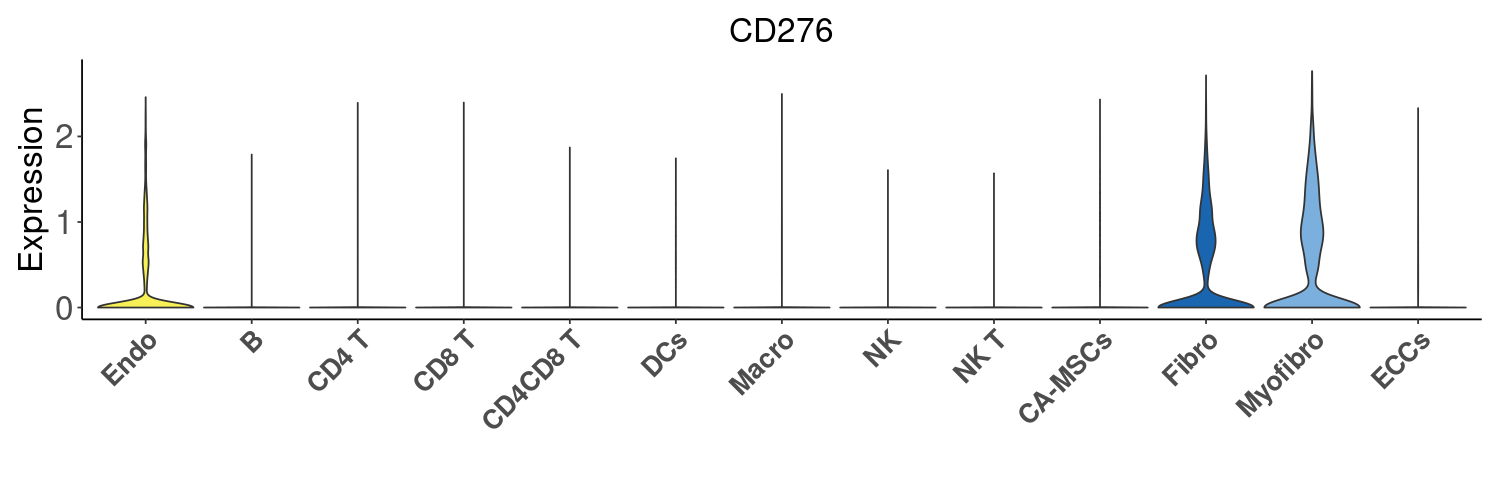 CD276
Expression
2
1
0
Endo
B
CD4 T
CD8 T
CD4CD8 T
DCs
Macro
NK
NK T
CA-MSCs
Fibro
Myofibro
ECCs